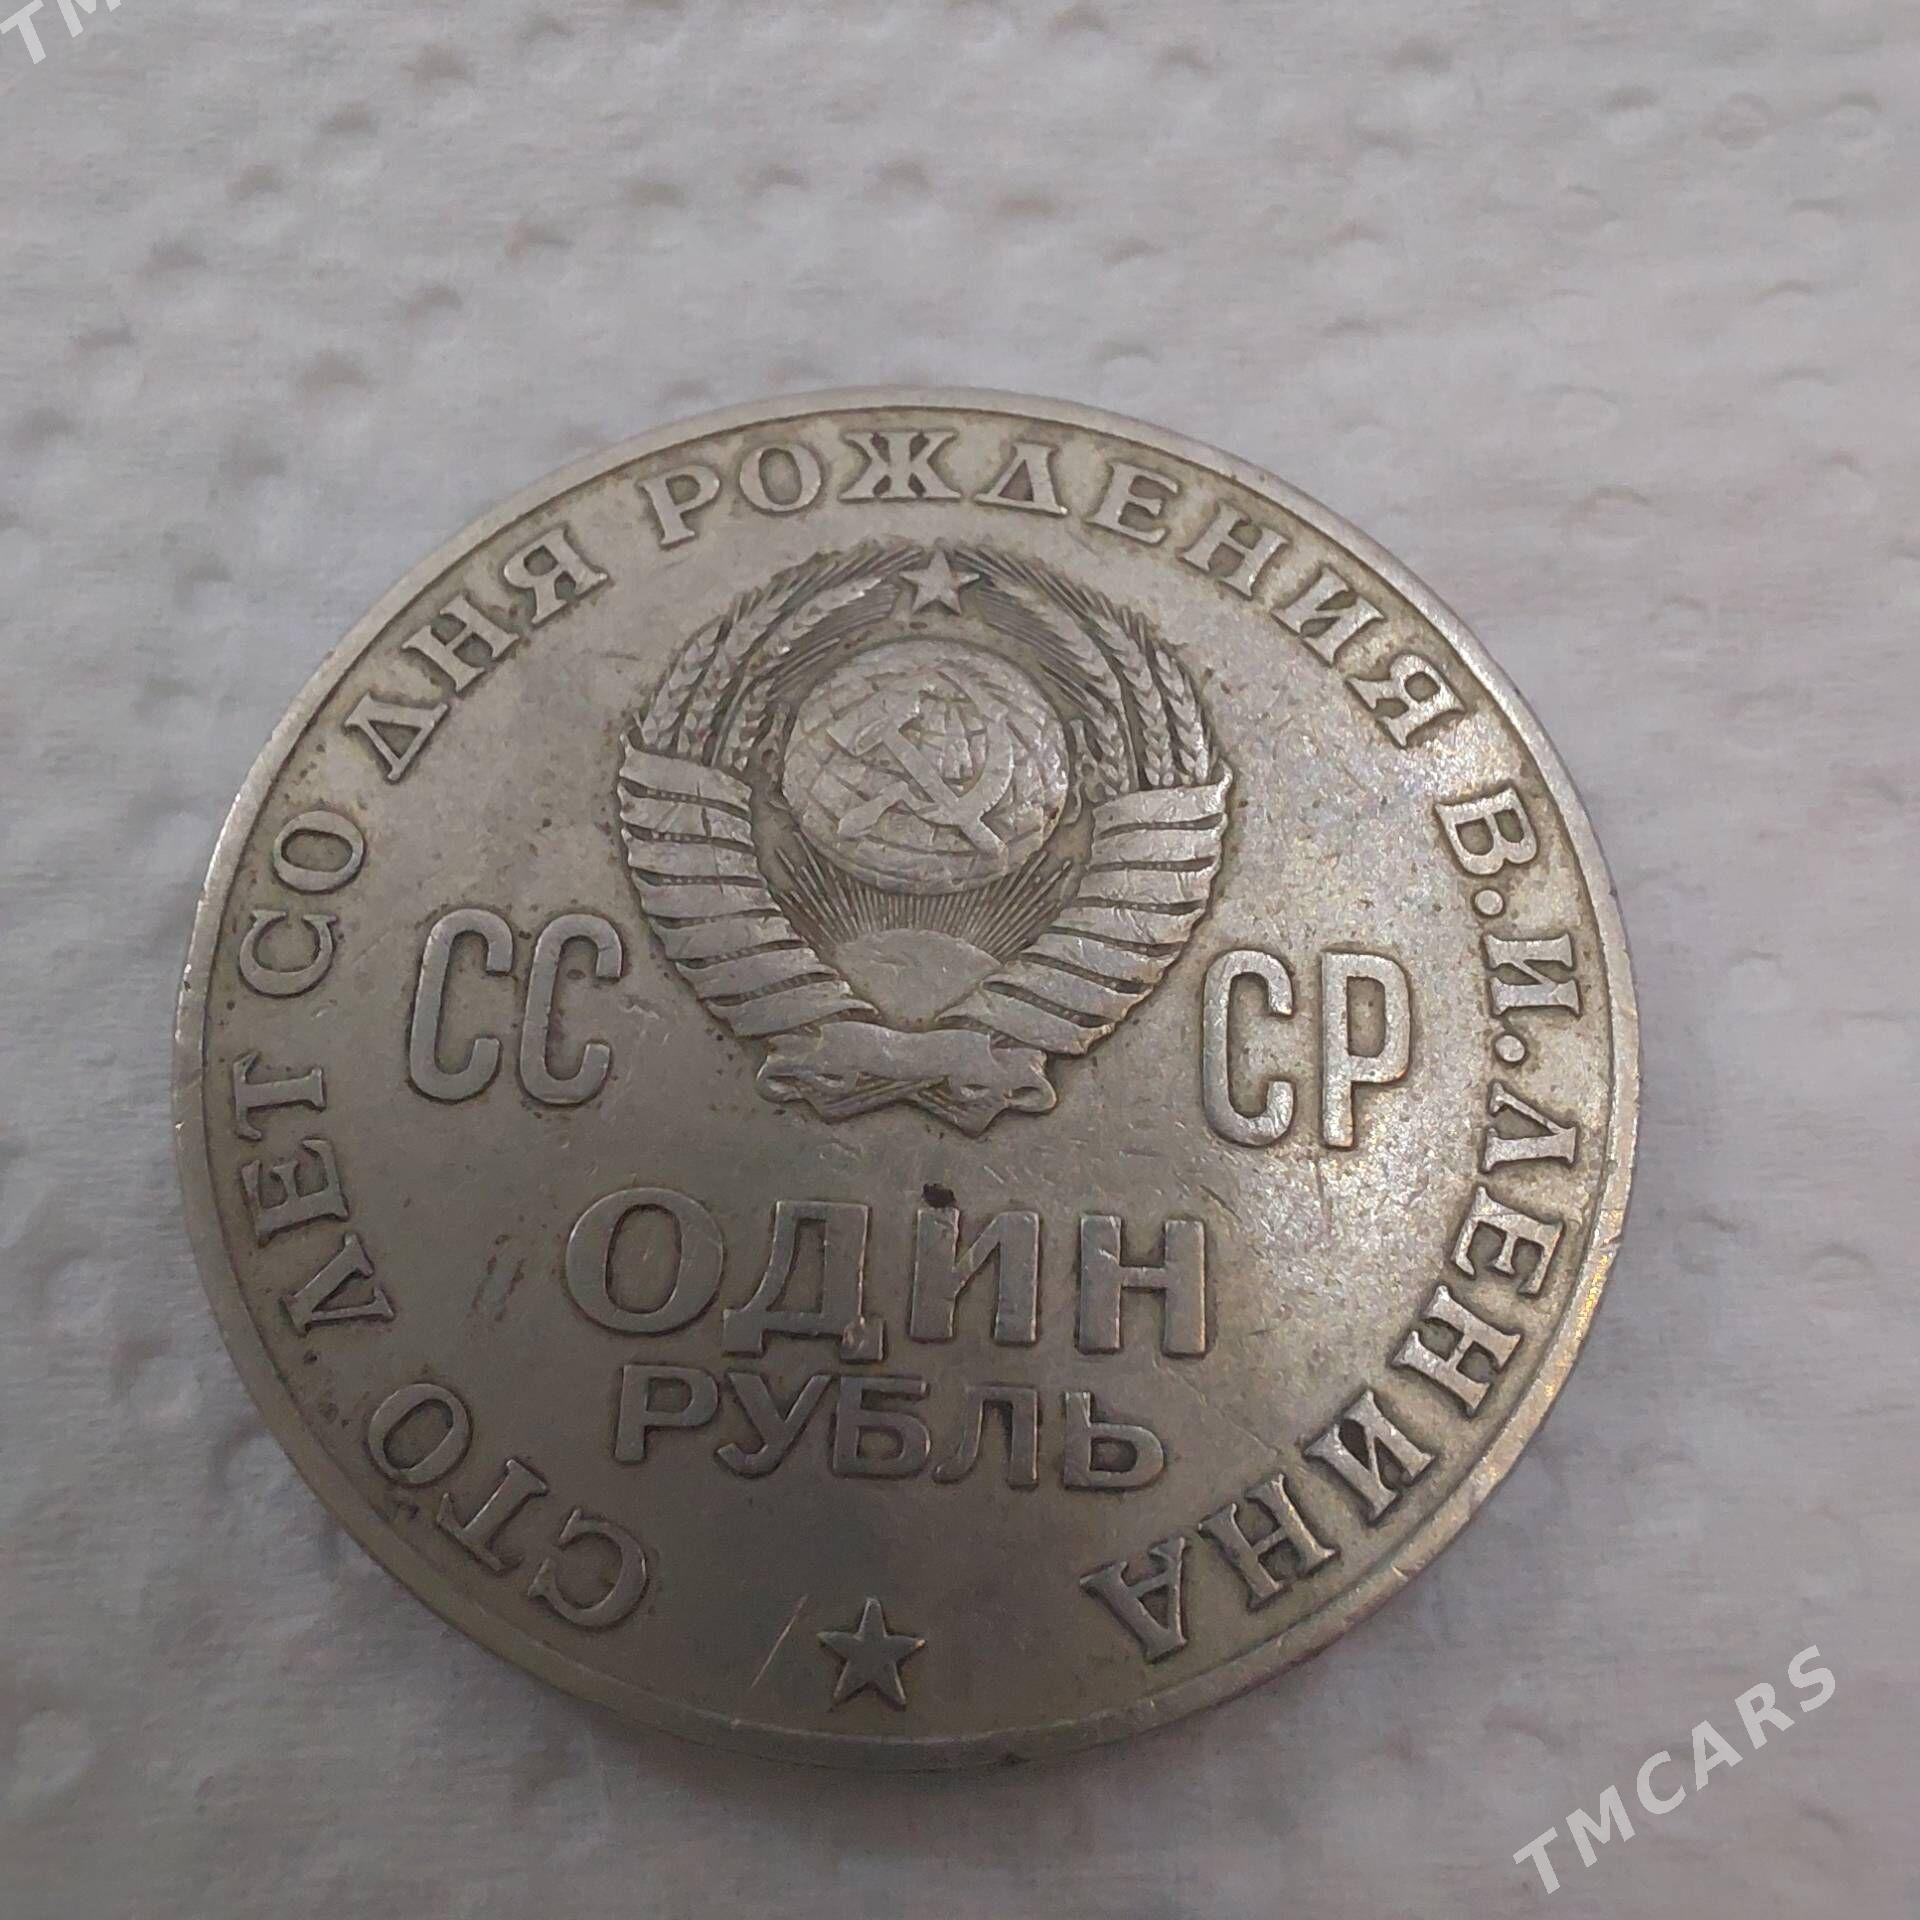 СТО ЛЕТ СО ДНЯ РОЖДЕНИЯ В.И.ЛЕНИНА
СС СР
ОДИН
РУБЛЬ
TMCARS